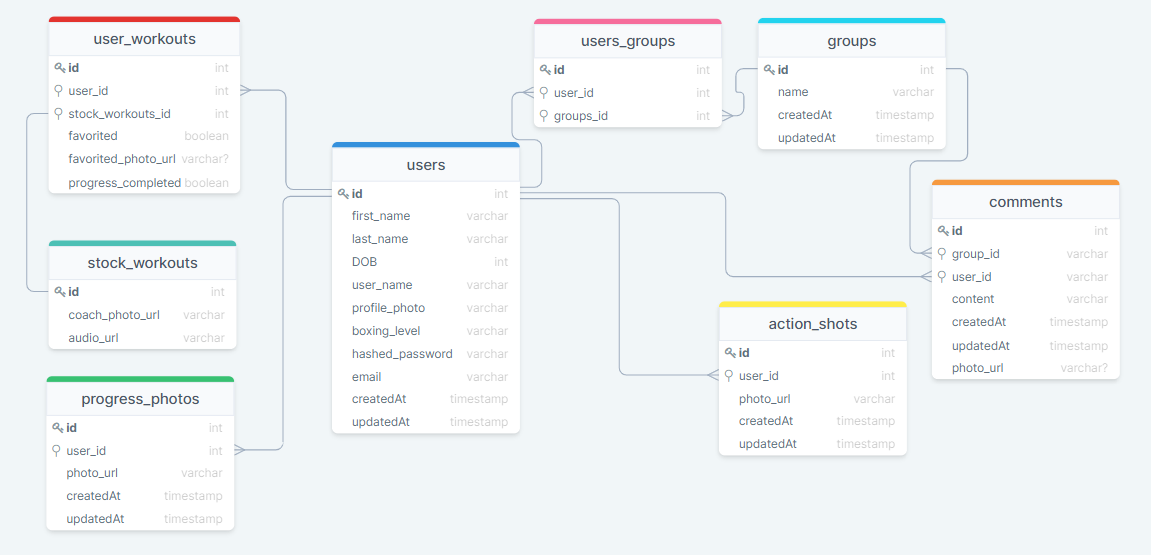 user_workouts
id int
user_id int
stock_workouts_id int
favorited boolean
favorited_photo_url varchar?
progress_completed boolean
stock_workouts
id int
coach_photo_url varchar
audio_url varchar
progress_photos
id int
user_id int
photo_url varchar
createdAt timestamp
updatedAt timestamp
users
id int
first_name varchar
last_name varchar
DOB int
user_name varchar
profile_photo varchar
boxing_level varchar
hashed_password varchar
email varchar
createdAt timestamp
updatedAt timestamp
users_groups
id int
user_id int
groups_id int
groups
id int
name varchar
createdAt timestamp
updatedAt timestamp
action_shots
id int
user_id int
photo_url varchar
createdAt timestamp
updatedAt timestamp
comments
id int
group_id varchar
user_id varchar
content varchar
createdAt timestamp
updatedAt timestamp
photo_url varchar?